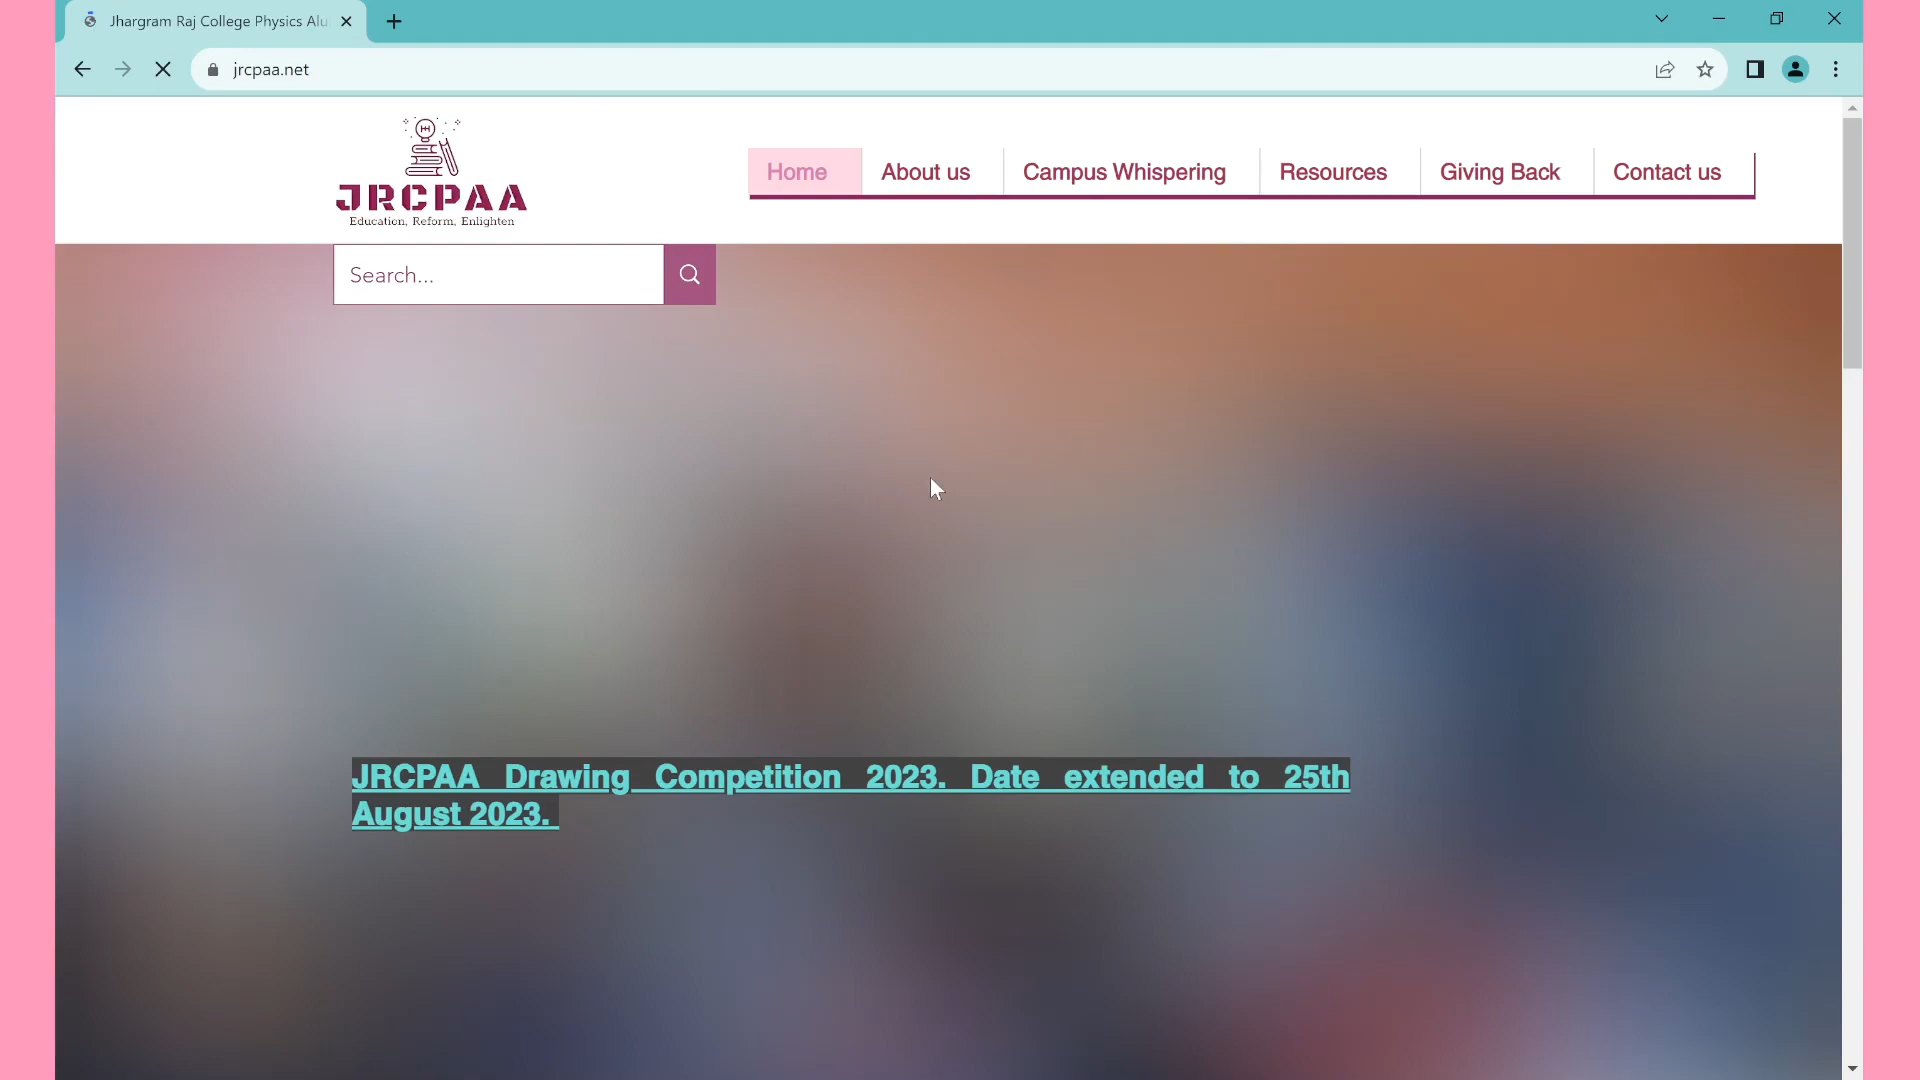 Jhargram Raj College Physics Alu
jrcpaa.net
JRCPAA
Education, Reform, Enlighten
Home
About us
Campus Whispering
Resources
Giving Back
Contact us
Search...
JRCPAA Drawing Competition 2023. Date extended to 25th
August 2023.